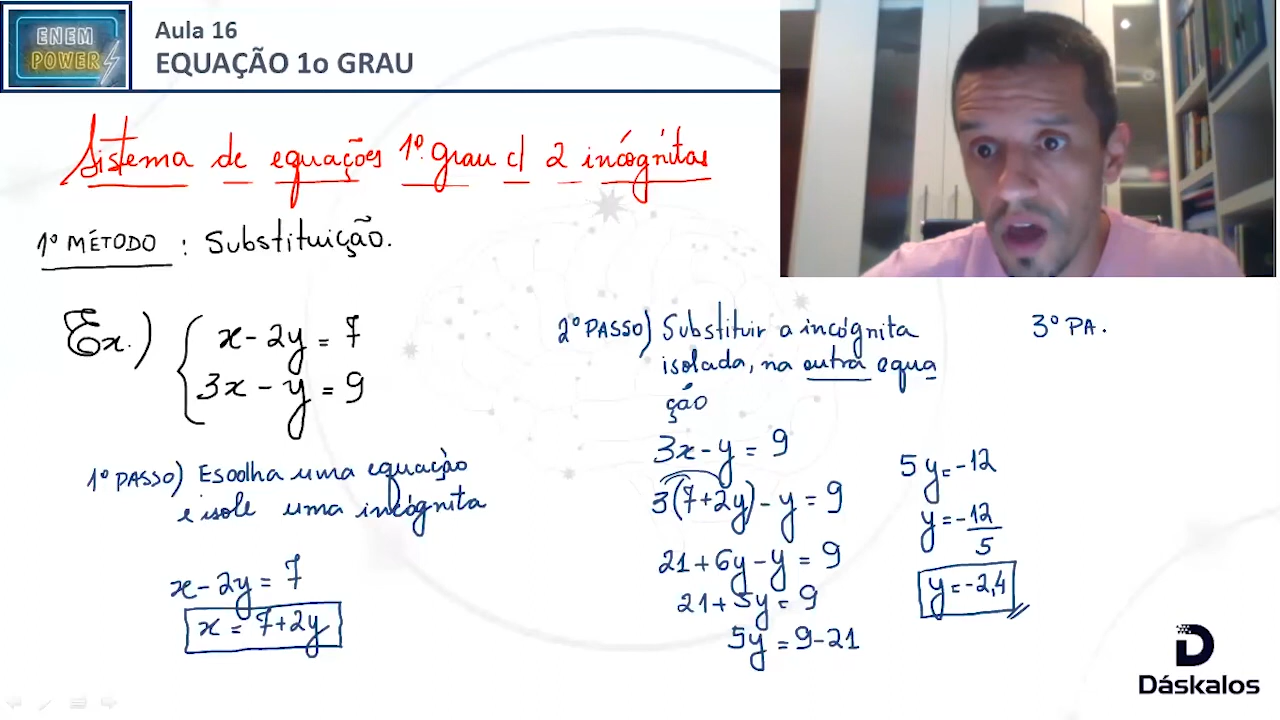 ENEM
POWER
Aula 16
EQUAÇÃO 1o GRAU
Sistema de equações 1º. grau c/ 2 incógnitas
1º MÉTODO : Substituição.
Ex.) { x - 2y = 7
3x - y = 9
1º PASSO) Escolha uma equação
e isole uma incógnita
x - 2y = 7
x = 7+2y
2º PASSO) Substituir a incógnita
isolada, na outra equa
ção
3x - y = 9
3(7+2y) - y = 9
21 + 6y - y = 9
21 + 5y = 9
5y = 9 - 21
5y = -12
y = -12/5
y = -2,4
3º PA.
Dáskalos